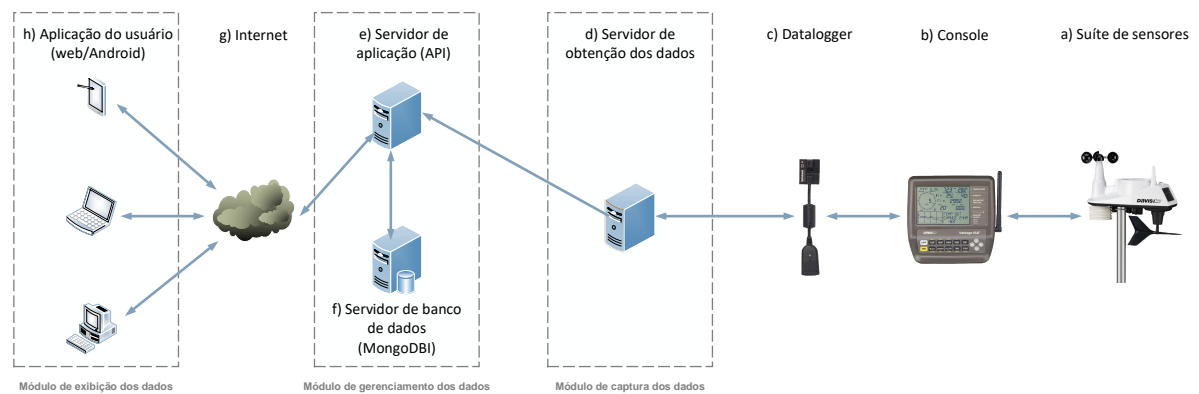 h) Aplicação do usuário
(web/Android)
g) Internet
e) Servidor de
aplicação (API)
d) Servidor de
obtenção dos dados
c) Datalogger
b) Console
a) Suíte de sensores
DAVIS
f) Servidor de banco
de dados
(MongoDBI)
Módulo de exibição dos dados
Módulo de gerenciamento dos dados
Módulo de captura dos dados